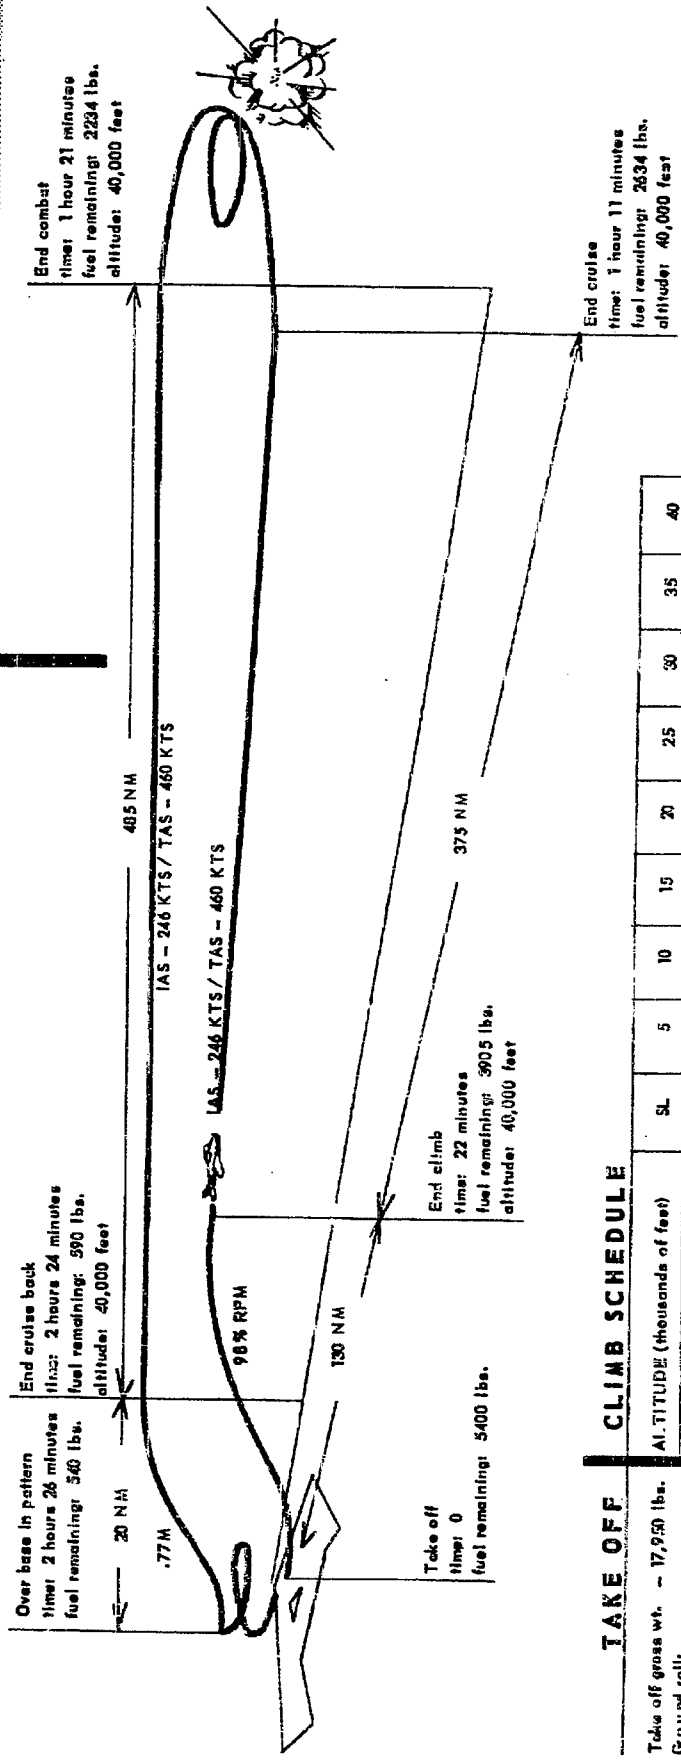 Over base in pattern
time: 2 hours 26 minutes
fuel remaining: 540 lbs.
End cruise back
time: 2 hours 24 minutes
fuel remaining: 590 lbs.
altitude: 40,000 feet
End combat
time: 1 hour 21 minutes
fuel remaining: 2234 lbs.
altitude: 40,000 feet
20 NM
485 NM
.77M
IAS – 246 KTS / TAS – 460 KTS
98% RPM
IAS – 246 KTS / TAS – 460 KTS
130 NM
375 NM
Take off
time: 0
fuel remaining: 5400 lbs.
End climb
time: 22 minutes
fuel remaining: 3905 lbs.
altitude: 40,000 feet
End cruise
time: 1 hour 11 minutes
fuel remaining: 2634 lbs.
altitude: 40,000 feet
TAKE OFF
CLIMB SCHEDULE
Take off gross wt. – 17,950 lbs.
ALTITUDE (thousands of feet) SL 5 10 15 20 25 30 35 40
Ground roll: